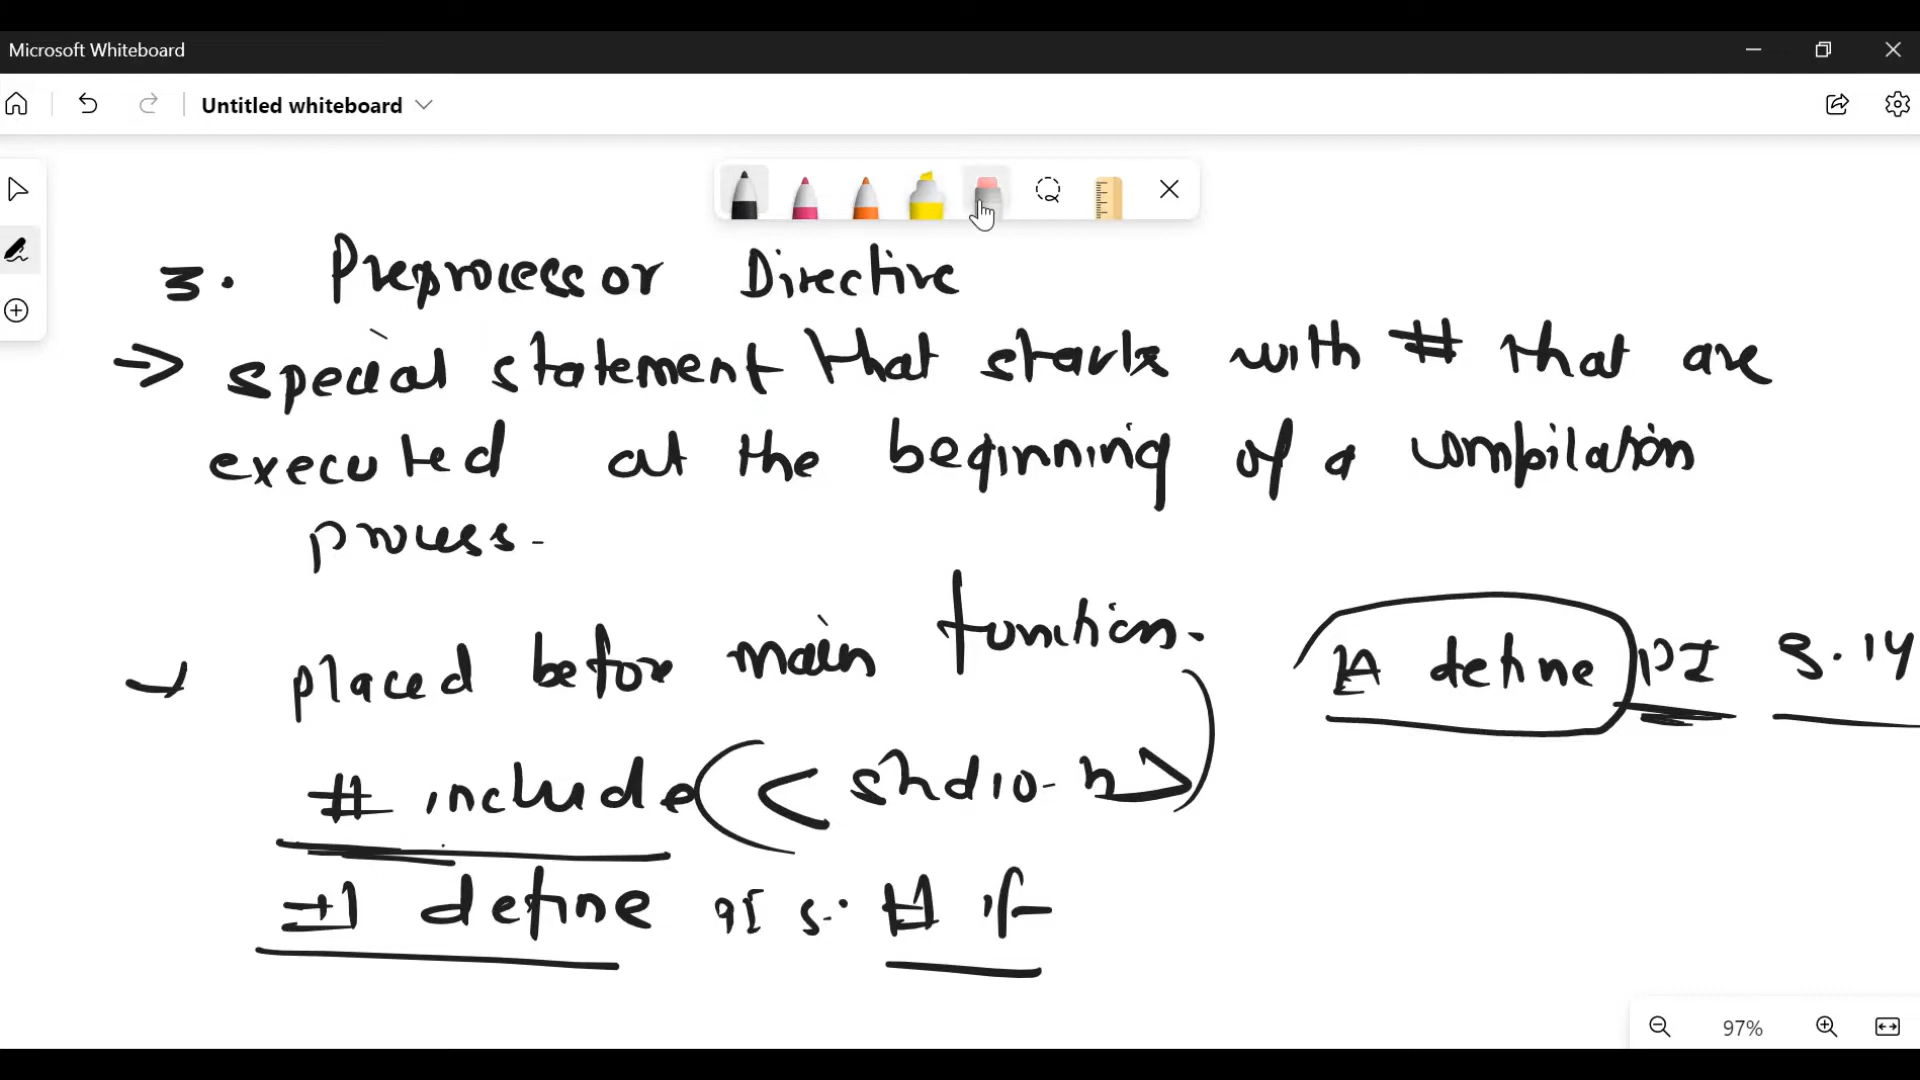 Microsoft Whiteboard
Untitled whiteboard
3. Preprocessor Directive
⇒ special statement that starts with # that are
executed at the beginning of a compilation
process.
placed before main function.
# define PI 3.14
# include < stdio.h >
# define PI 3. # if
97%